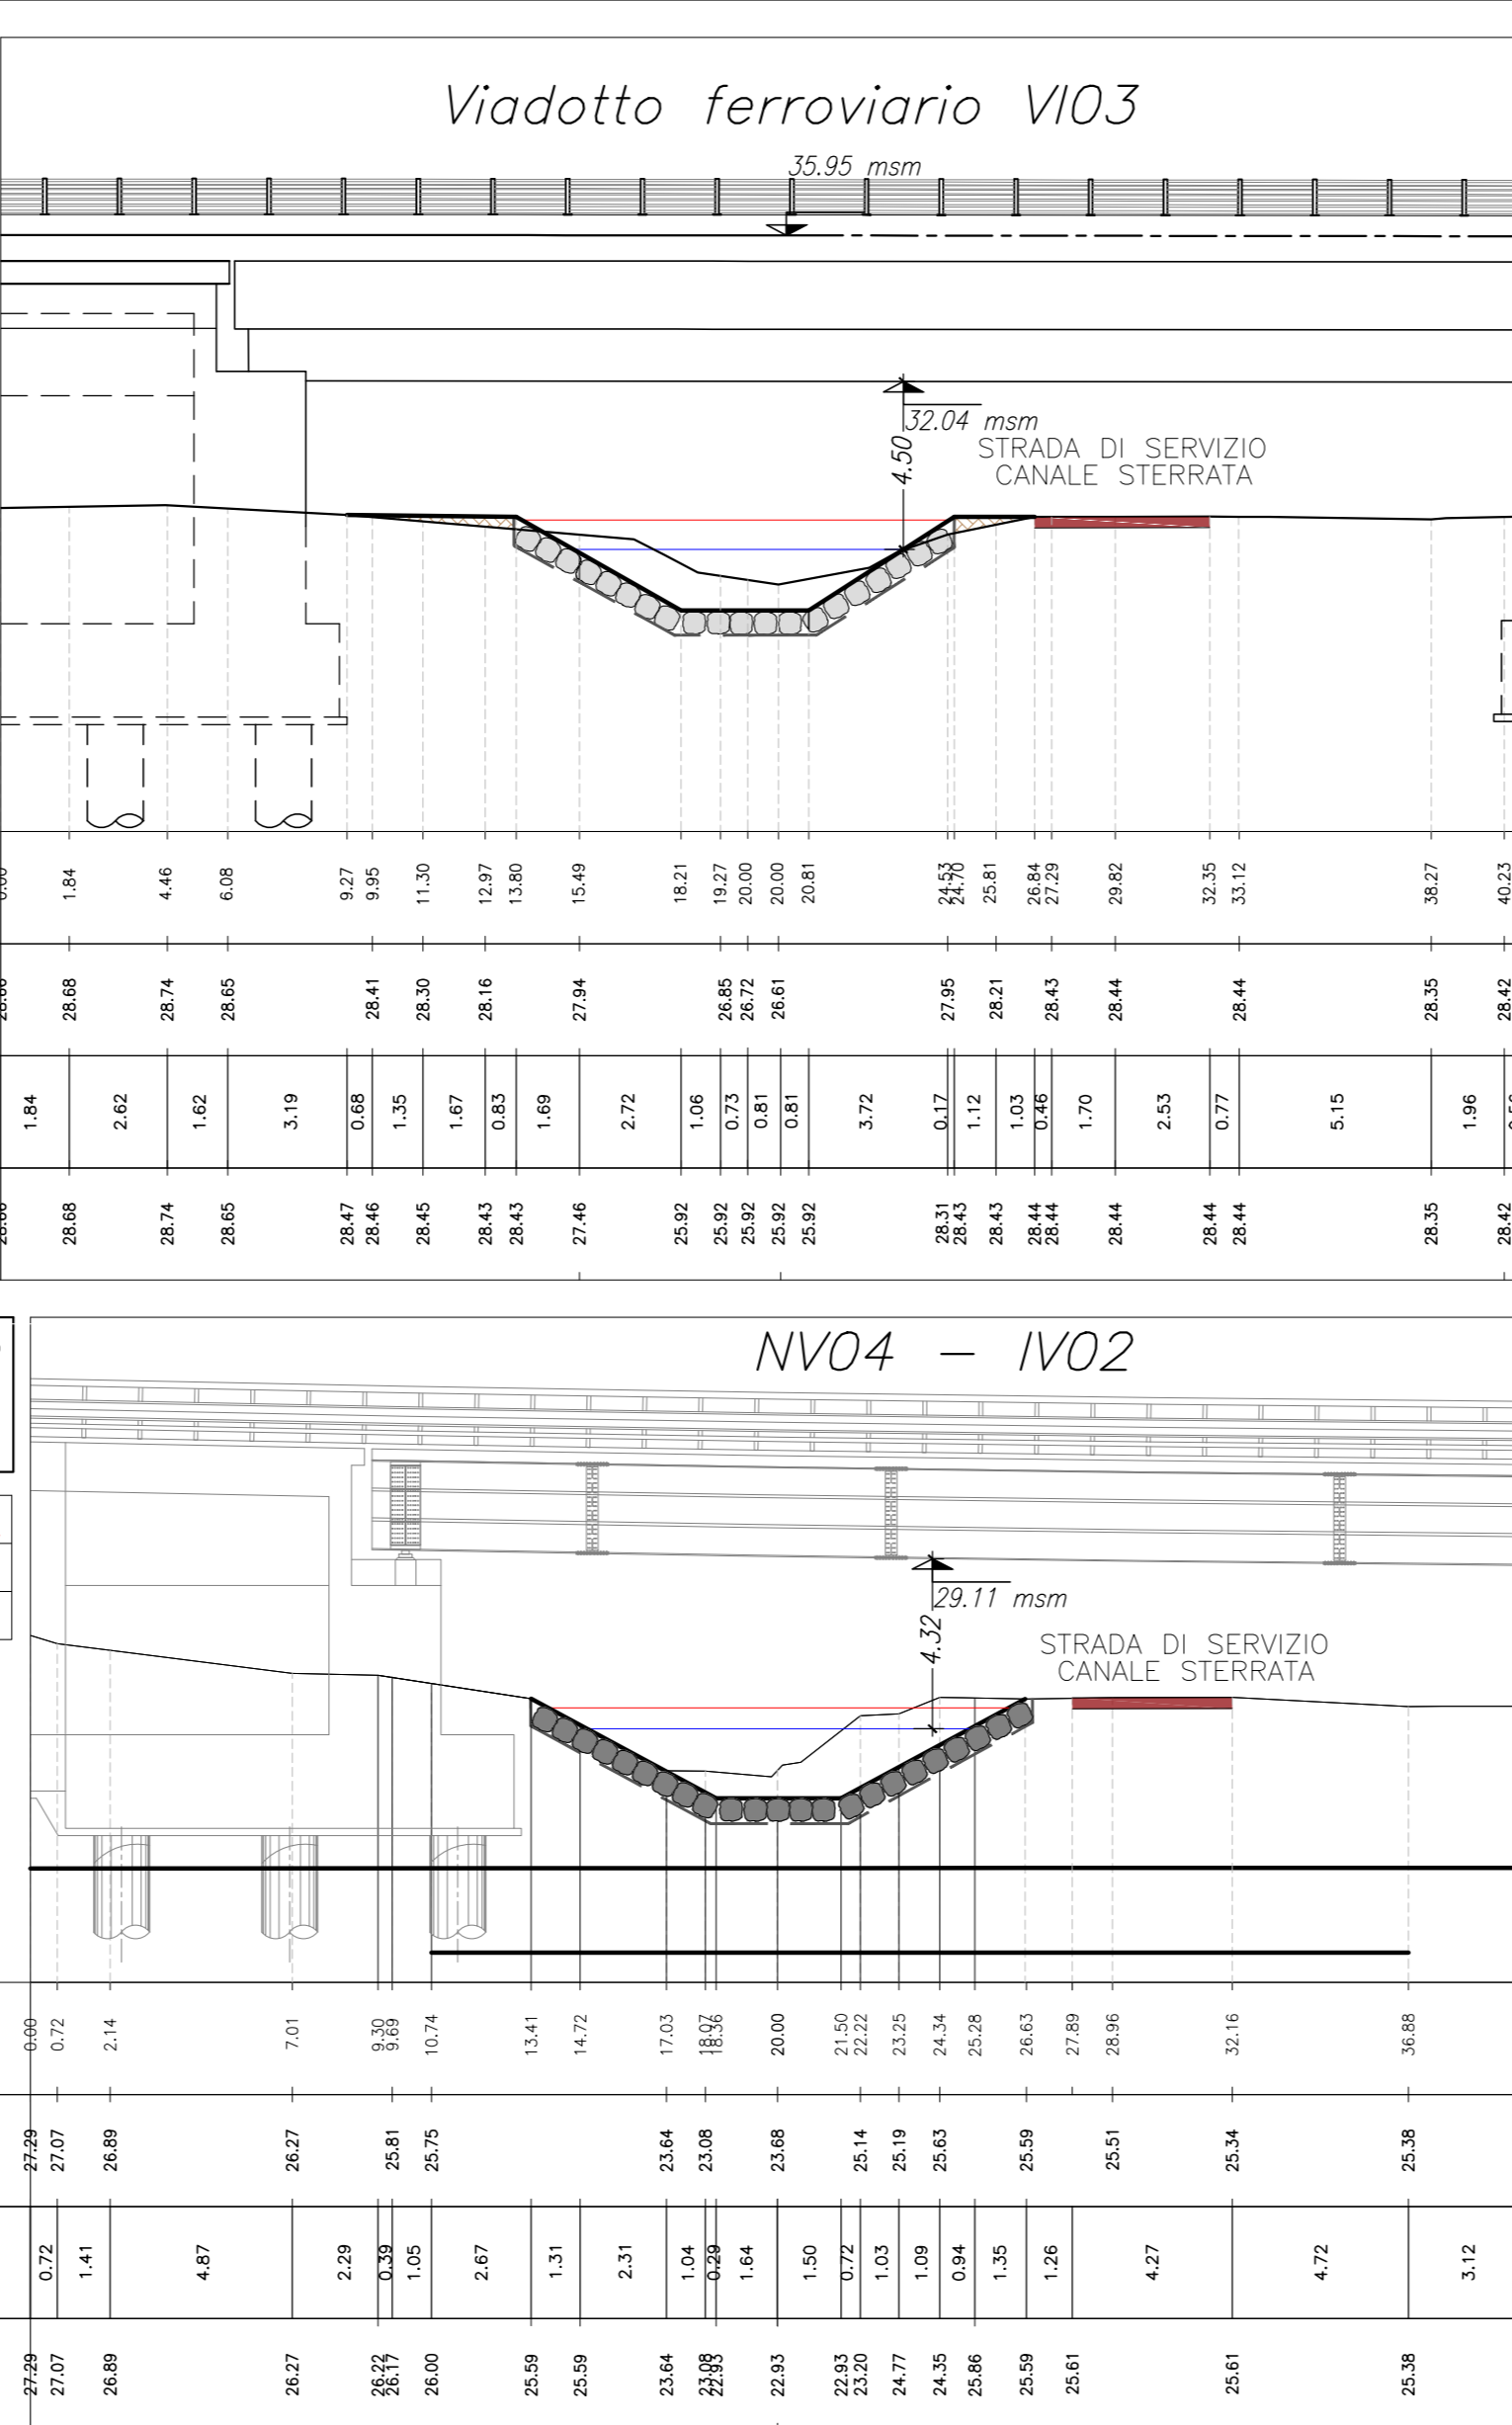 Viadotto ferroviario VI03
35.95 msm
32.04 msm
4.50
STRADA DI SERVIZIO
CANALE STERRATA
1.84 4.46 6.08 9.27 9.95 11.30 12.97 13.80 15.49 18.21 19.27 20.00 20.00 20.81 24.53 24.70 25.81 26.84 27.29 29.82 32.35 33.12 38.27 40.23
28.68 28.74 28.65 28.41 28.30 28.16 27.94 26.85 26.72 26.61 27.95 28.21 28.43 28.44 28.44 28.35 28.42
1.84 2.62 1.62 3.19 0.68 1.35 1.67 0.83 1.69 2.72 1.06 0.73 0.81 0.81 3.72 0.17 1.12 1.03 0.46 1.70 2.53 0.77 5.15 1.96
28.68 28.74 28.65 28.47 28.46 28.45 28.43 28.43 27.46 25.92 25.92 25.92 25.92 25.92 28.31 28.43 28.43 28.44 28.44 28.44 28.44 28.44 28.35 28.42
NV04 – IV02
29.11 msm
4.32
STRADA DI SERVIZIO
CANALE STERRATA
0.00 0.72 2.14 7.01 9.30 9.69 10.74 13.41 14.72 17.03 18.07 18.36 20.00 21.50 22.22 23.25 24.34 25.28 26.63 27.89 28.96 32.16 36.88
27.29 27.07 26.89 26.27 25.81 25.75 23.64 23.08 23.68 25.14 25.19 25.63 25.59 25.51 25.34 25.38
0.72 1.41 4.87 2.29 0.39 1.05 2.67 1.31 2.31 1.04 0.29 1.64 1.50 0.72 1.03 1.09 0.94 1.35 1.26 4.27 4.72 3.12
27.29 27.07 26.89 26.27 26.22 26.17 26.00 25.59 25.59 23.64 23.08 22.93 22.93 22.93 23.20 24.77 24.35 25.86 25.59 25.61 25.61 25.38